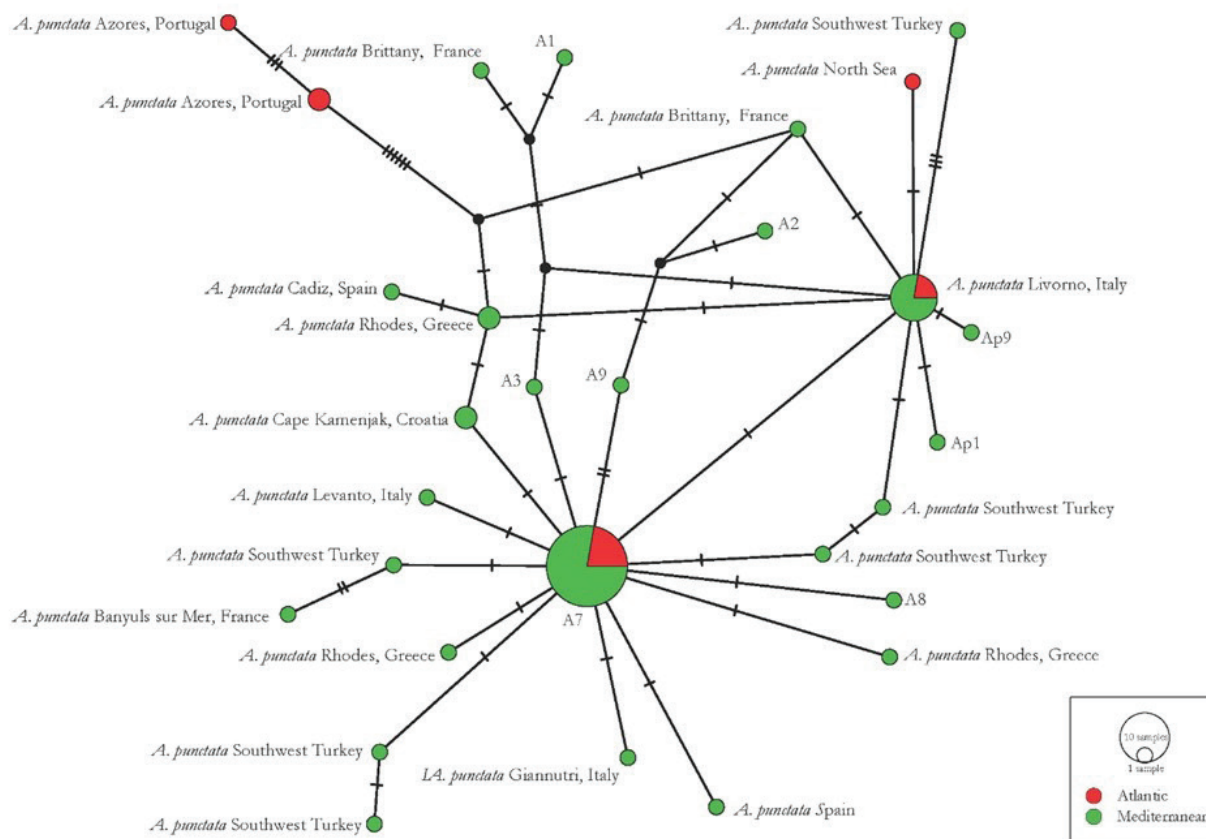 A. punctata Azores, Portugal
A.. punctata Southwest Turkey
A. punctata Brittany, France
A1
A. punctata North Sea
A. punctata Azores, Portugal
A. punctata Brittany, France
A2
A. punctata Cadiz, Spain
A. punctata Livorno, Italy
A. punctata Rhodes, Greece
Ap9
A3
A9
A. punctata Cape Kamenjak, Croatia
Ap1
A. punctata Levanto, Italy
A. punctata Southwest Turkey
A. punctata Southwest Turkey
A. punctata Southwest Turkey
A8
A. punctata Banyuls sur Mer, France
A7
A. punctata Rhodes, Greece
A. punctata Rhodes, Greece
A. punctata Southwest Turkey
LA. punctata Giannutri, Italy
A. punctata Spain
A. punctata Southwest Turkey
10 samples
1 sample
Atlantic
Mediterranean